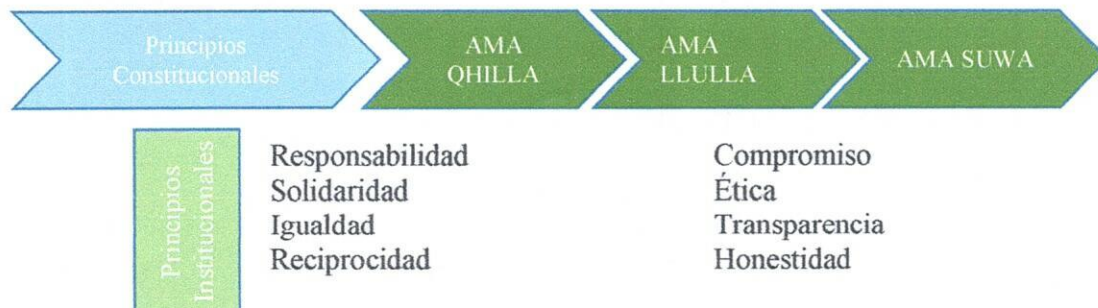 Principios
Constitucionales
AMA
QHILLA
AMA
LLULLA
AMA SUWA
Principios
Institucionales
Responsabilidad
Solidaridad
Igualdad
Reciprocidad
Compromiso
Ética
Transparencia
Honestidad